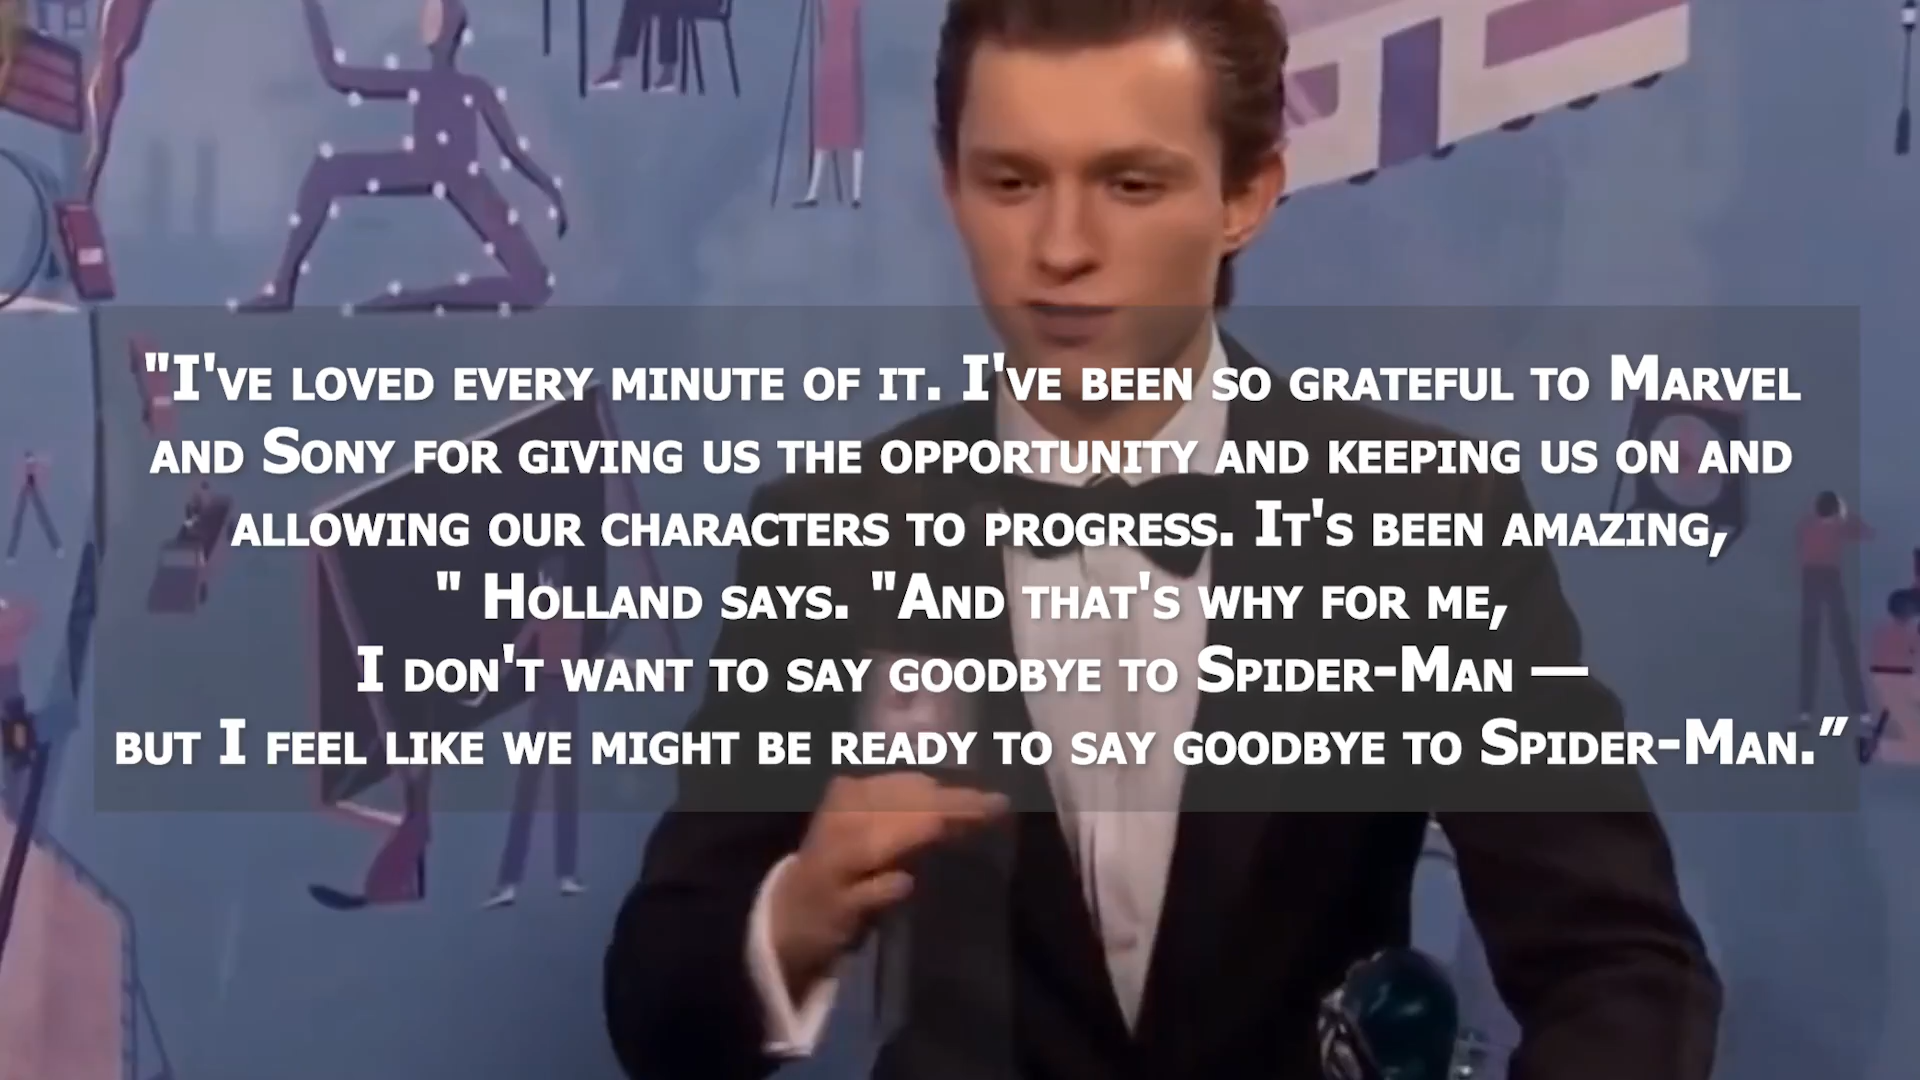 "I've loved every minute of it. I've been so grateful to Marvel
and Sony for giving us the opportunity and keeping us on and
allowing our characters to progress. It's been amazing,
" Holland says. "And that's why for me,
I don't want to say goodbye to Spider-Man —
but I feel like we might be ready to say goodbye to Spider-Man.”